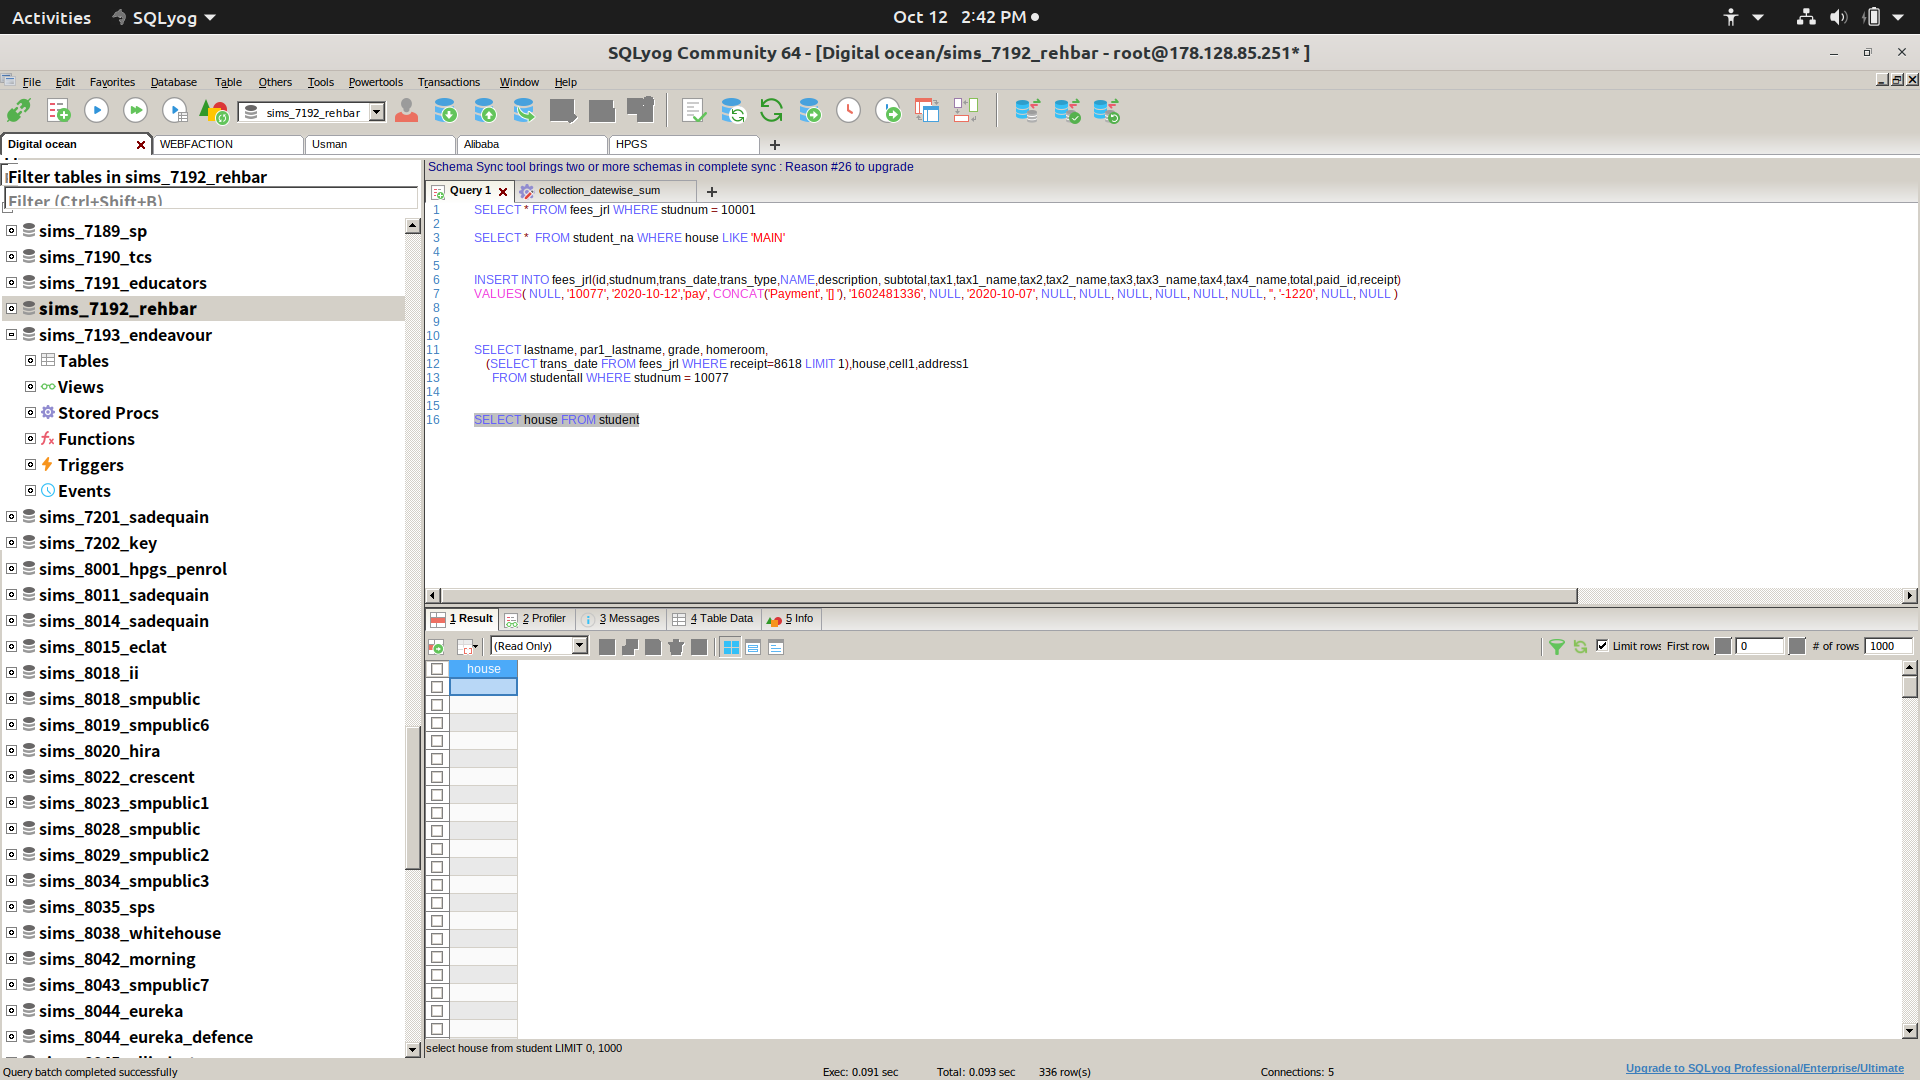 Activities
SQLyog
Oct 12 2:42 PM
SQLyog Community 64 - [Digital ocean/sims_7192_rehbar - root@178.128.85.251* ]
File Edit Favorites Database Table Others Tools Powertools Transactions Window Help
sims_7192_rehbar
Digital ocean
WEBFACTION
Usman
Alibaba
HPGS
Filter tables in sims_7192_rehbar
Filter (Ctrl+Shift+B)
sims_7189_sp
sims_7190_tcs
sims_7191_educators
sims_7192_rehbar
sims_7193_endeavour
Tables
Views
Stored Procs
Functions
Triggers
Events
sims_7201_sadequain
sims_7202_key
sims_8001_hpgs_penrol
sims_8011_sadequain
sims_8014_sadequain
sims_8015_eclat
sims_8018_ii
sims_8018_smpublic
sims_8019_smpublic6
sims_8020_hira
sims_8022_crescent
sims_8023_smpublic1
sims_8028_smpublic
sims_8029_smpublic2
sims_8034_smpublic3
sims_8035_sps
sims_8038_whitehouse
sims_8042_morning
sims_8043_smpublic7
sims_8044_eureka
sims_8044_eureka_defence
Schema Sync tool brings two or more schemas in complete sync : Reason #26 to upgrade
Query 1
collection_datewise_sum
1 SELECT * FROM fees_jrl WHERE studnum = 10001
2
3 SELECT * FROM student_na WHERE house LIKE 'MAIN'
4
5
6 INSERT INTO fees_jrl(id,studnum,trans_date,trans_type,NAME,description, subtotal,tax1,tax1_name,tax2,tax2_name,tax3,tax3_name,tax4,tax4_name,total,paid_id,receipt)
7 VALUES( NULL, '10077', '2020-10-12','pay', CONCAT('Payment', '[] '), '1602481336', NULL, '2020-10-07', NULL, NULL, NULL, NULL, NULL, NULL, '', '-1220', NULL, NULL )
8
9
10
11 SELECT lastname, par1_lastname, grade, homeroom,
12 (SELECT trans_date FROM fees_jrl WHERE receipt=8618 LIMIT 1),house,cell1,address1
13 FROM studentall WHERE studnum = 10077
14
15
16 SELECT house FROM student
1 Result
2 Profiler
3 Messages
4 Table Data
5 Info
(Read Only)
Limit rows First row 0 # of rows 1000
house
select house from student LIMIT 0, 1000
Query batch completed successfully
Exec: 0.091 sec
Total: 0.093 sec
336 row(s)
Connections: 5
Upgrade to SQLyog Professional/Enterprise/Ultimate